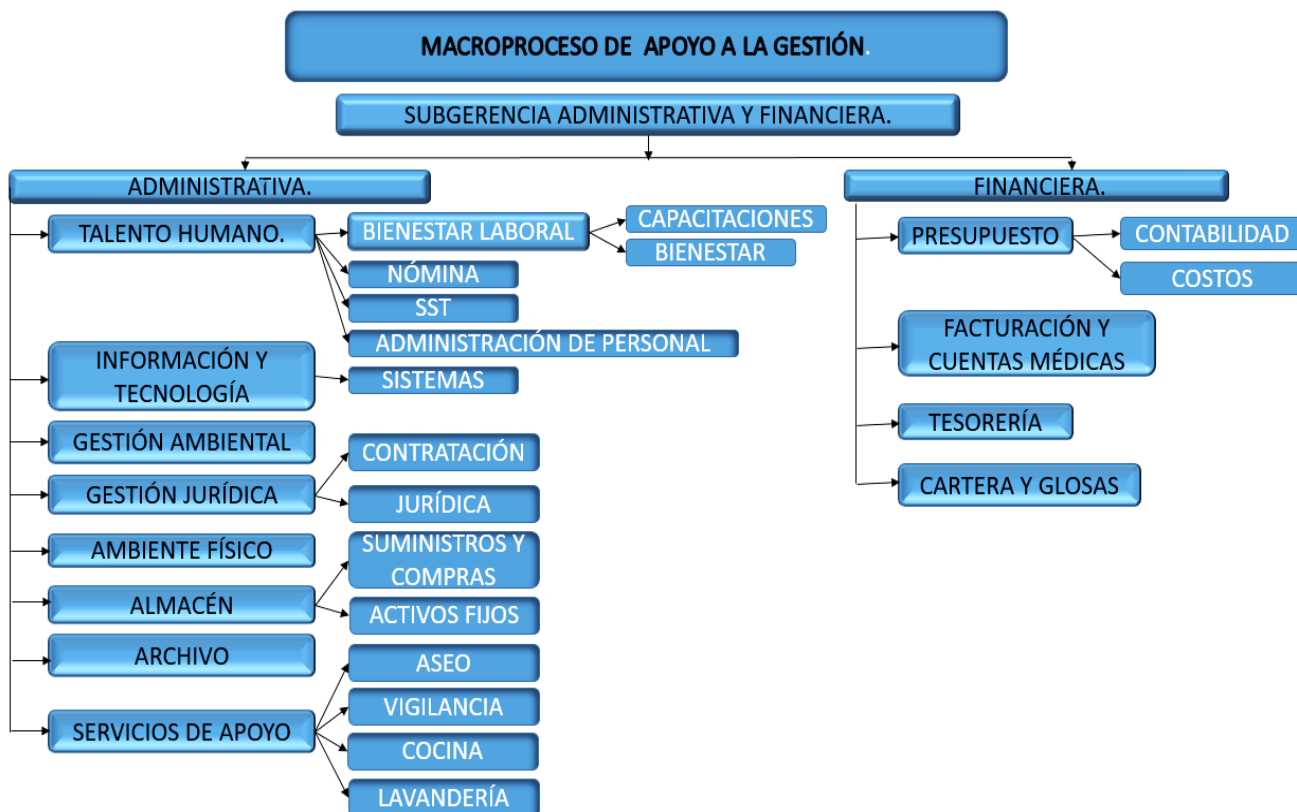 MACROPROCESO DE APOYO A LA GESTIÓN.
SUBGERENCIA ADMINISTRATIVA Y FINANCIERA.
ADMINISTRATIVA.
TALENTO HUMANO.
BIENESTAR LABORAL
CAPACITACIONES
BIENESTAR
NÓMINA
SST
ADMINISTRACIÓN DE PERSONAL
INFORMACIÓN Y
TECNOLOGÍA
SISTEMAS
GESTIÓN AMBIENTAL
GESTIÓN JURÍDICA
CONTRATACIÓN
JURÍDICA
AMBIENTE FÍSICO
ALMACÉN
SUMINISTROS Y
COMPRAS
ACTIVOS FIJOS
ARCHIVO
SERVICIOS DE APOYO
ASEO
VIGILANCIA
COCINA
LAVANDERÍA
FINANCIERA.
PRESUPUESTO
CONTABILIDAD
COSTOS
FACTURACIÓN Y
CUENTAS MÉDICAS
TESORERÍA
CARTERA Y GLOSAS